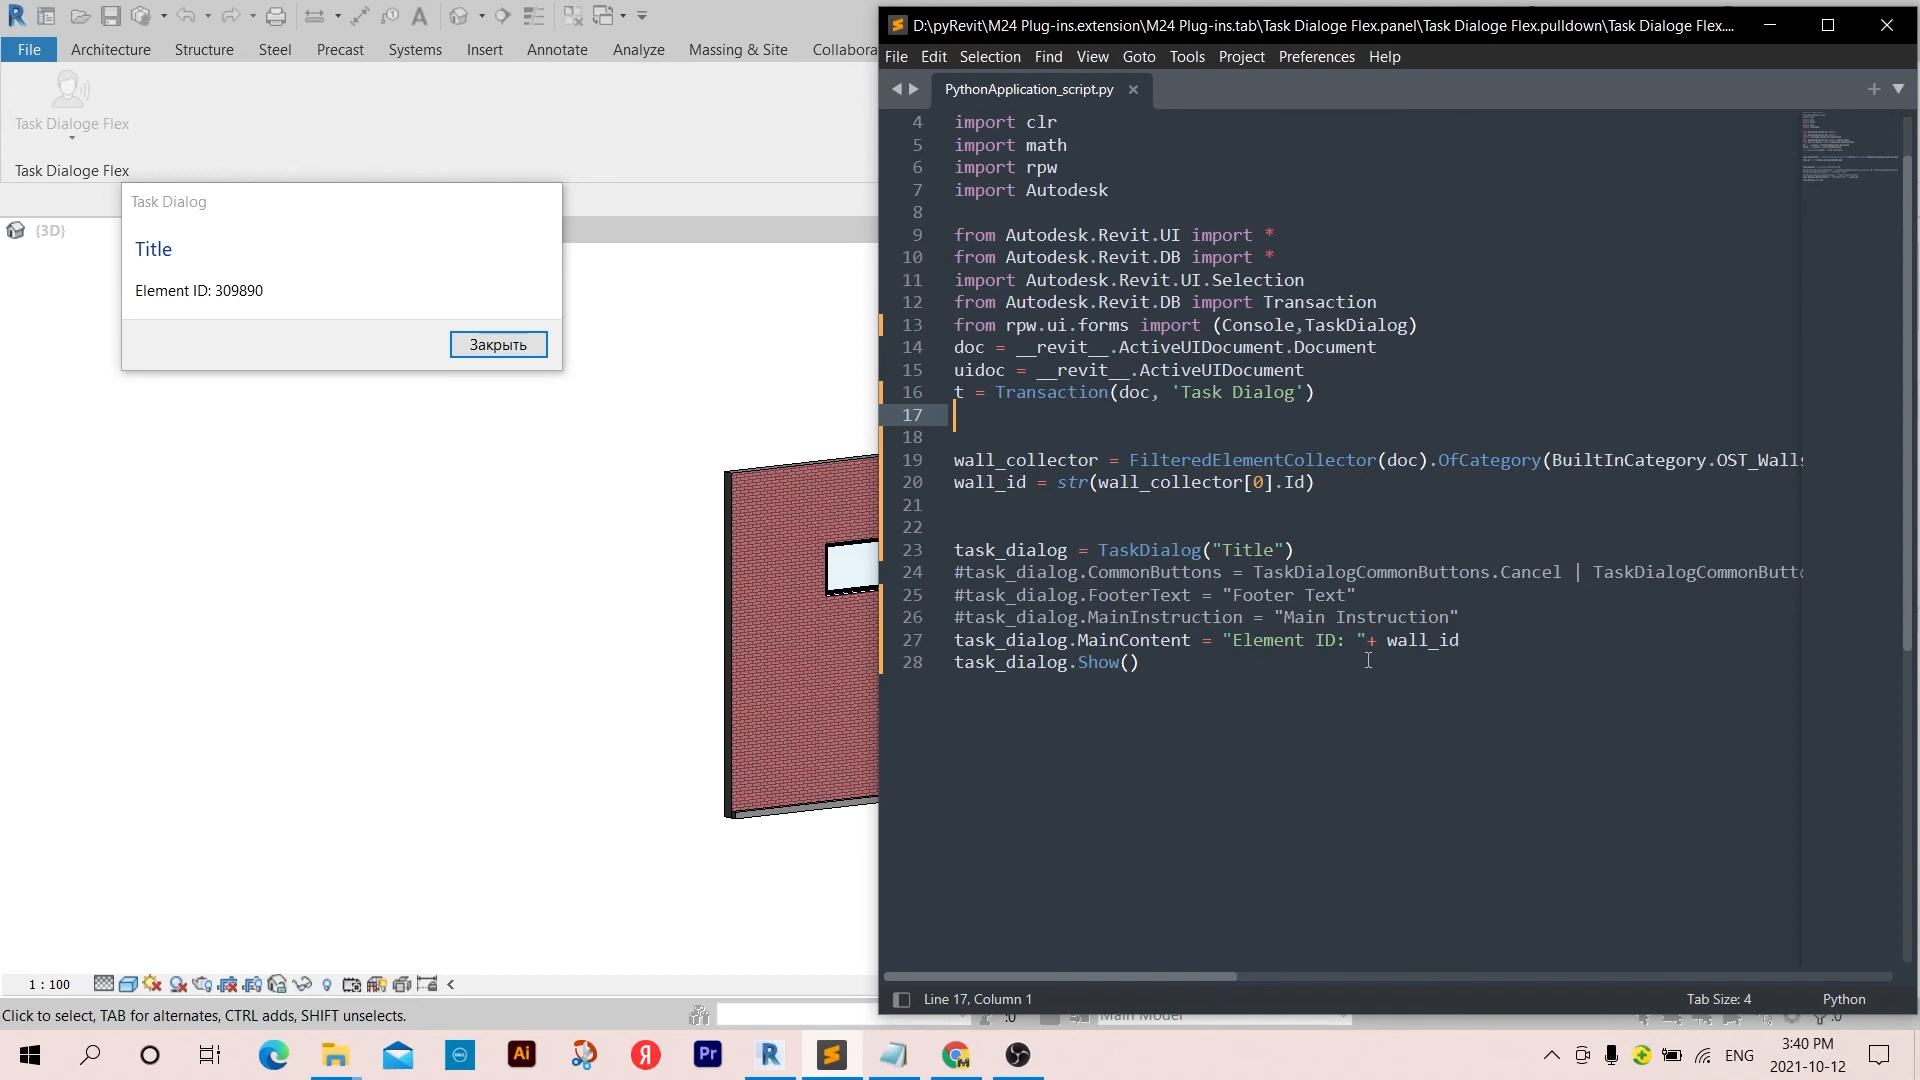 File
Architecture
Structure
Steel
Precast
Systems
Insert
Annotate
Analyze
Massing & Site
Collabora
Task Dialoge Flex
Task Dialoge Flex
{3D}
Task Dialog
Title
Element ID: 309890
Закрыть
1 : 100
Click to select, TAB for alternates, CTRL adds, SHIFT unselects.
D:\pyRevit\M24 Plug-ins.extension\M24 Plug-ins.tab\Task Dialoge Flex.panel\Task Dialoge Flex.pulldown\Task Dialoge Flex....
File Edit Selection Find View Goto Tools Project Preferences Help
PythonApplication_script.py
4 import clr
5 import math
6 import rpw
7 import Autodesk
8
9 from Autodesk.Revit.UI import *
10 from Autodesk.Revit.DB import *
11 import Autodesk.Revit.UI.Selection
12 from Autodesk.Revit.DB import Transaction
13 from rpw.ui.forms import (Console,TaskDialog)
14 doc = __revit__.ActiveUIDocument.Document
15 uidoc = __revit__.ActiveUIDocument
16 t = Transaction(doc, 'Task Dialog')
17
18
19 wall_collector = FilteredElementCollector(doc).OfCategory(BuiltInCategory.OST_Walls
20 wall_id = str(wall_collector[0].Id)
21
22
23 task_dialog = TaskDialog("Title")
24 #task_dialog.CommonButtons = TaskDialogCommonButtons.Cancel | TaskDialogCommonButto
25 #task_dialog.FooterText = "Footer Text"
26 #task_dialog.MainInstruction = "Main Instruction"
27 task_dialog.MainContent = "Element ID: "+ wall_id
28 task_dialog.Show()
Line 17, Column 1
Tab Size: 4
Python
:0
Main Model
:0
DELL
Ai
Я
Pr
R
ENG
3:40 PM
2021-10-12